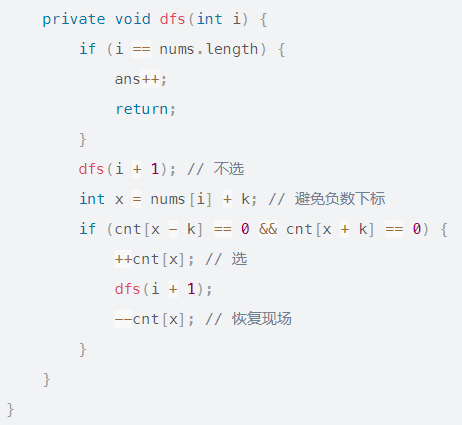 private void dfs(int i) {
        if (i == nums.length) {
            ans++;
            return;
        }
        dfs(i + 1); // 不选
        int x = nums[i] + k; // 避免负数下标
        if (cnt[x - k] == 0 && cnt[x + k] == 0) {
            ++cnt[x]; // 选
            dfs(i + 1);
            --cnt[x]; // 恢复现场
        }
    }
}